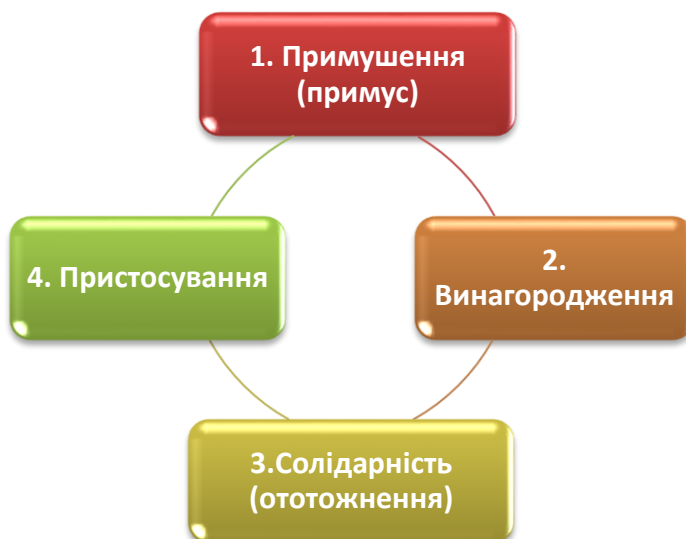 1. Примушення
(примус)
2.
Винагородження
3.Солідарність
(ототожнення)
4. Пристосування